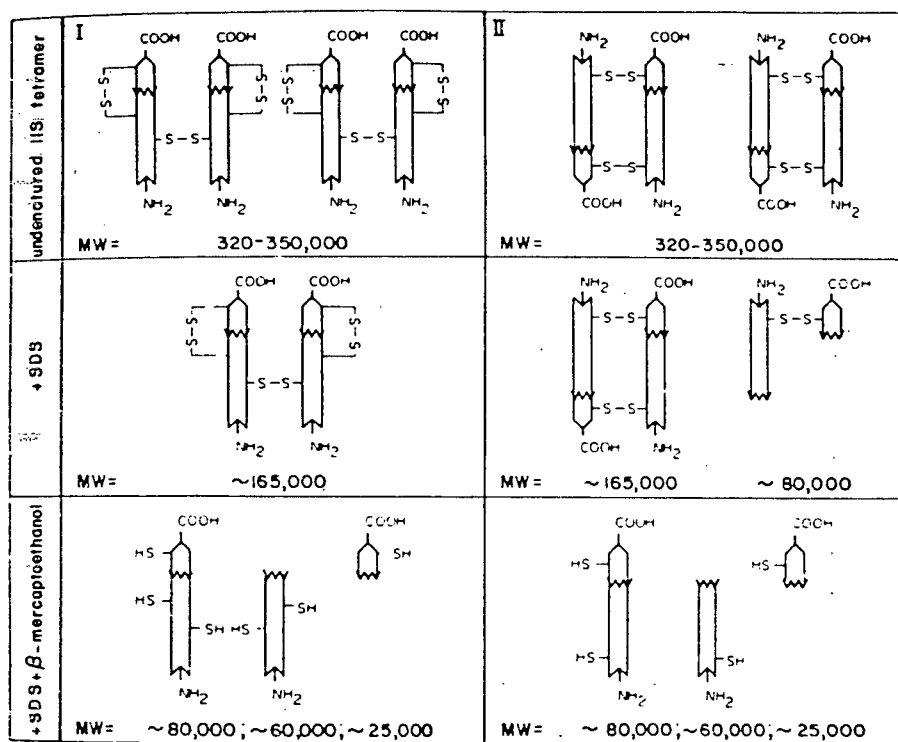 I
II
undenatured 11S tetramer
COOH COOH COOH COOH
S-S S-S S-S S-S
S-S S-S
NH2 NH2 NH2 NH2
MW= 320-350,000
NH2 COOH NH2 COOH
S-S S-S
S-S S-S
COOH NH2 COOH NH2
MW= 320-350,000
+SDS
COOH COOH
S-S S-S
S-S
NH2 NH2
MW= ~165,000
NH2 COOH NH2 COOH
S-S S-S
S-S
COOH NH2
MW= ~165,000 ~80,000
+SDS+β-mercaptoethanol
COOH COOH
HS SH
HS SH
SH HS
NH2
MW= ~80,000;~60,000;~25,000
COOH COOH
HS HS
HS SH
NH2 NH2
MW= ~80,000;~60,000;~25,000